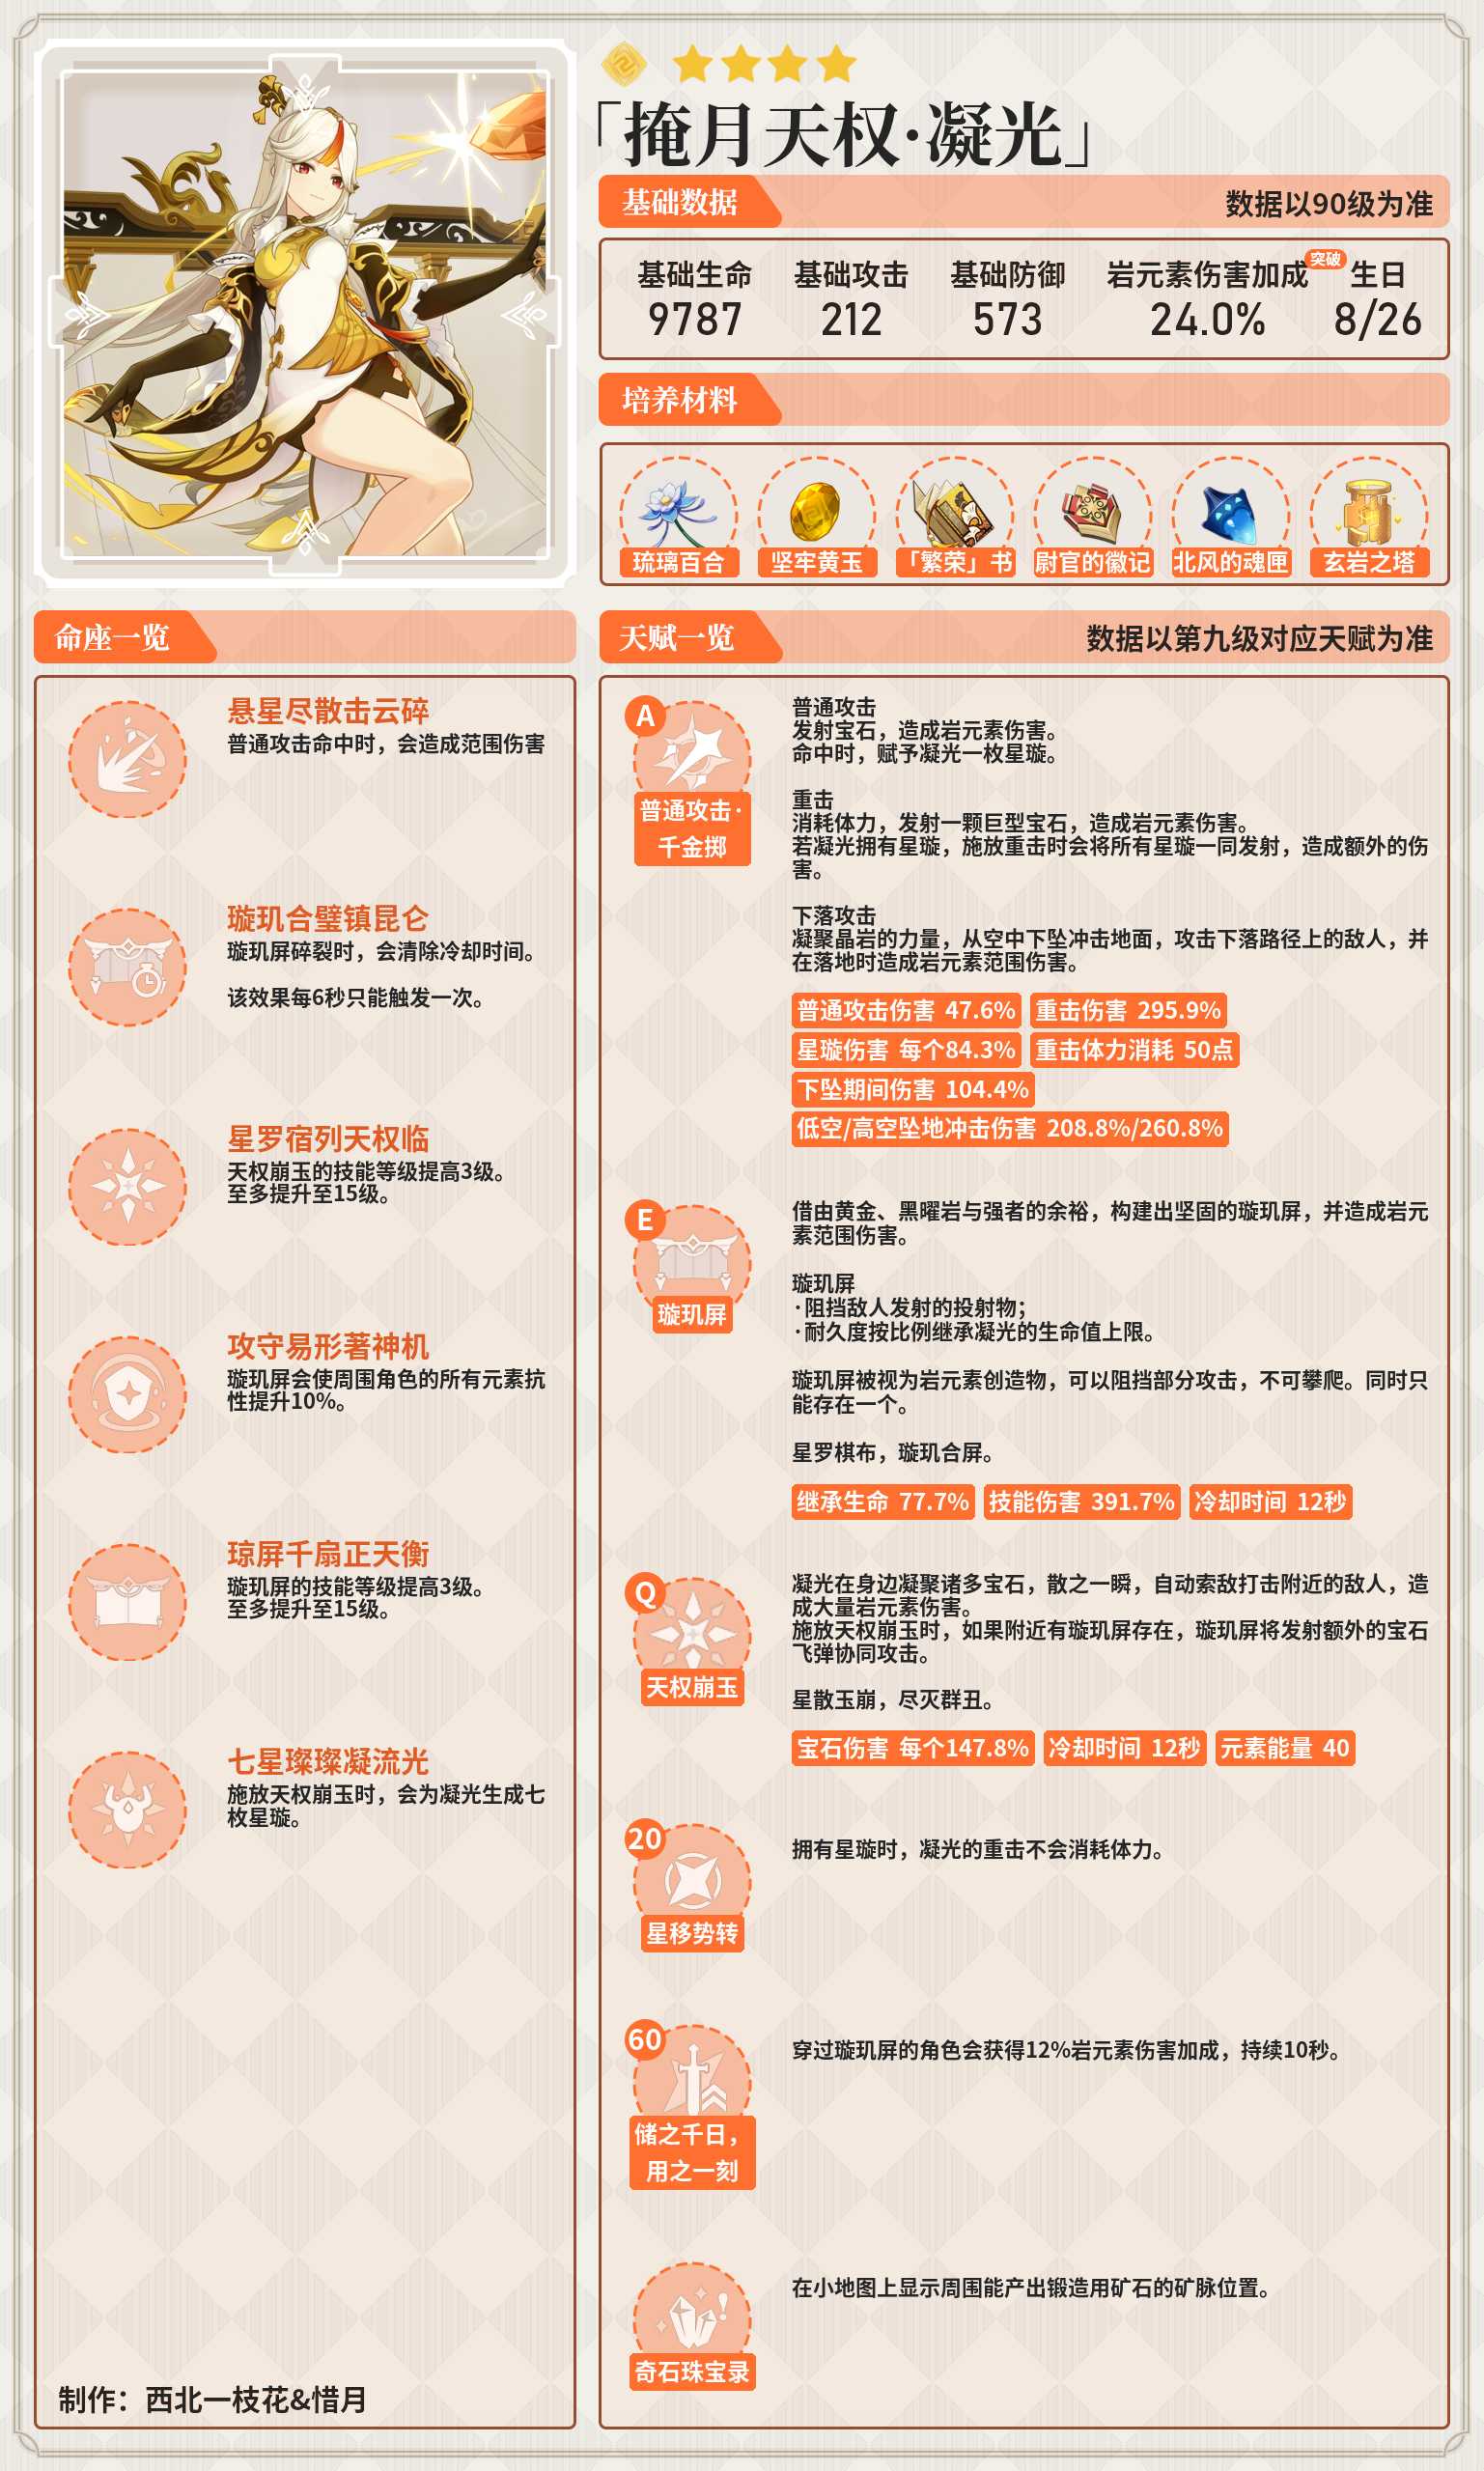 「掩月天权·凝光」
基础数据
数据以90级为准
基础生命 基础攻击 基础防御 岩元素伤害加成 突破 生日
9787 212 573 24.0% 8/26
培养材料
琉璃百合 坚牢黄玉 「繁荣」书 尉官的徽记 北风的魂匣 玄岩之塔
命座一览
悬星尽散击云碎
普通攻击命中时，会造成范围伤害
璇玑合璧镇昆仑
璇玑屏碎裂时，会清除冷却时间。
该效果每6秒只能触发一次。
星罗宿列天权临
天权崩玉的技能等级提高3级。
至多提升至15级。
攻守易形著神机
璇玑屏会使周围角色的所有元素抗
性提升10%。
琼屏千扇正天衡
璇玑屏的技能等级提高3级。
至多提升至15级。
七星璨璨凝流光
施放天权崩玉时，会为凝光生成七
枚星璇。
制作：西北一枝花&惜月
天赋一览
数据以第九级对应天赋为准
A
普通攻击·
千金掷
普通攻击
发射宝石，造成岩元素伤害。
命中时，赋予凝光一枚星璇。
重击
消耗体力，发射一颗巨型宝石，造成岩元素伤害。
若凝光拥有星璇，施放重击时会将所有星璇一同发射，造成额外的伤
害。
下落攻击
凝聚晶岩的力量，从空中下坠冲击地面，攻击下落路径上的敌人，并
在落地时造成岩元素范围伤害。
普通攻击伤害 47.6% 重击伤害 295.9%
星璇伤害 每个84.3% 重击体力消耗 50点
下坠期间伤害 104.4%
低空/高空坠地冲击伤害 208.8%/260.8%
E
璇玑屏
借由黄金、黑曜岩与强者的余裕，构建出坚固的璇玑屏，并造成岩元
素范围伤害。
璇玑屏
·阻挡敌人发射的投射物；
·耐久度按比例继承凝光的生命值上限。
璇玑屏被视为岩元素创造物，可以阻挡部分攻击，不可攀爬。同时只
能存在一个。
星罗棋布，璇玑合屏。
继承生命 77.7% 技能伤害 391.7% 冷却时间 12秒
Q
天权崩玉
凝光在身边凝聚诸多宝石，散之一瞬，自动索敌打击附近的敌人，造
成大量岩元素伤害。
施放天权崩玉时，如果附近有璇玑屏存在，璇玑屏将发射额外的宝石
飞弹协同攻击。
星散玉崩，尽灭群丑。
宝石伤害 每个147.8% 冷却时间 12秒 元素能量 40
20
星移势转
拥有星璇时，凝光的重击不会消耗体力。
60
储之千日，
用之一刻
穿过璇玑屏的角色会获得12%岩元素伤害加成，持续10秒。
奇石珠宝录
在小地图上显示周围能产出锻造用矿石的矿脉位置。